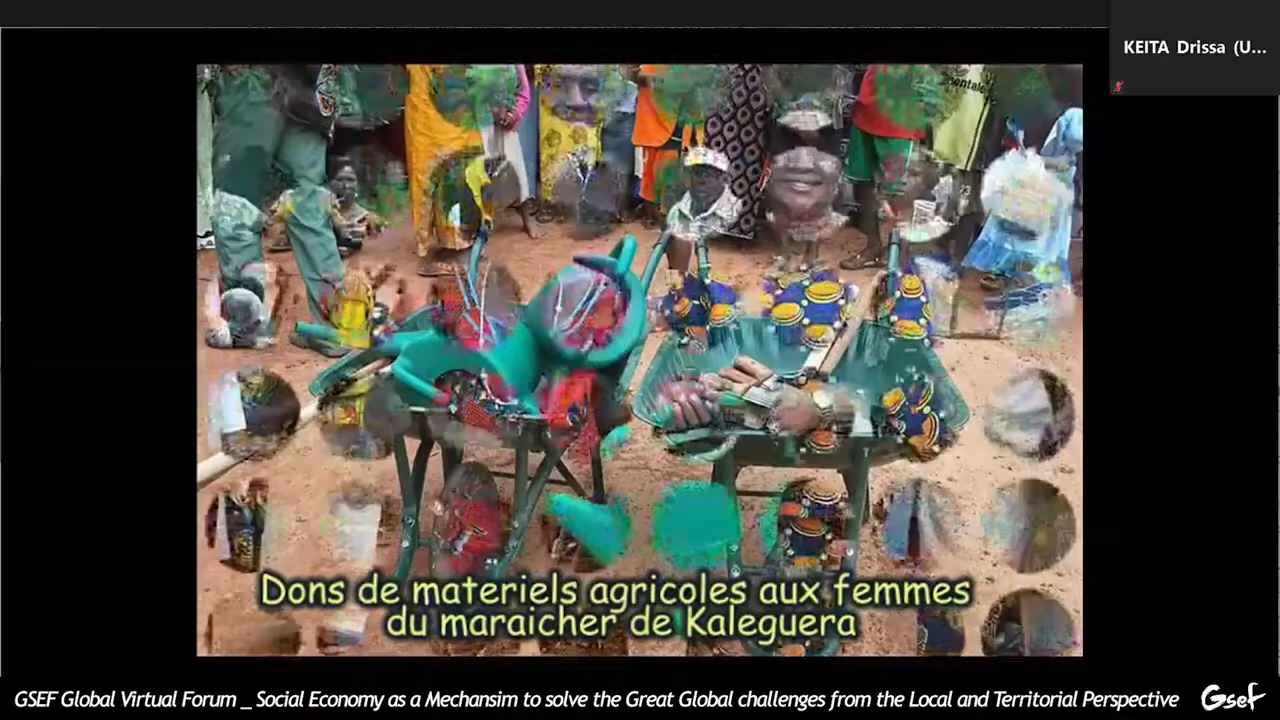 KEITA Drissa (U...
Dons de materiels agricoles aux femmes
du maraicher de Kaleguera
GSEF Global Virtual Forum _ Social Economy as a Mechansim to solve the Great Global challenges from the Local and Territorial Perspective
Gsef